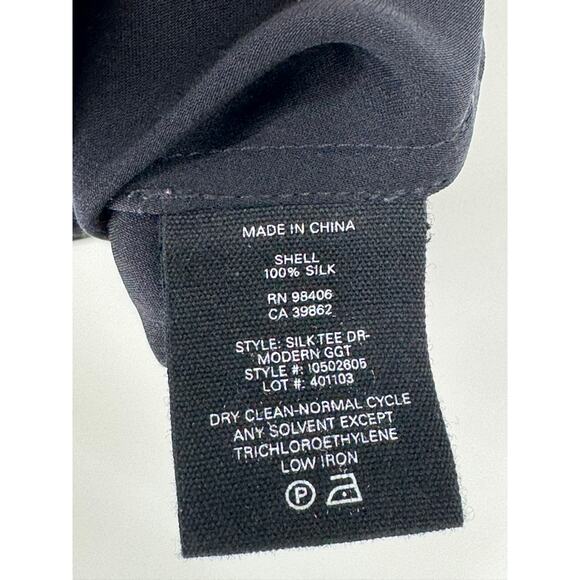 MADE IN CHINA
SHELL
100% SILK
RN 98406
CA 39862
STYLE: SILK TEE DR-
MODERN GGT
STYLE #: 10502605
LOT #: 401103
DRY CLEAN-NORMAL CYCLE
ANY SOLVENT EXCEPT
TRICHLOROETHYLENE
LOW IRON
P